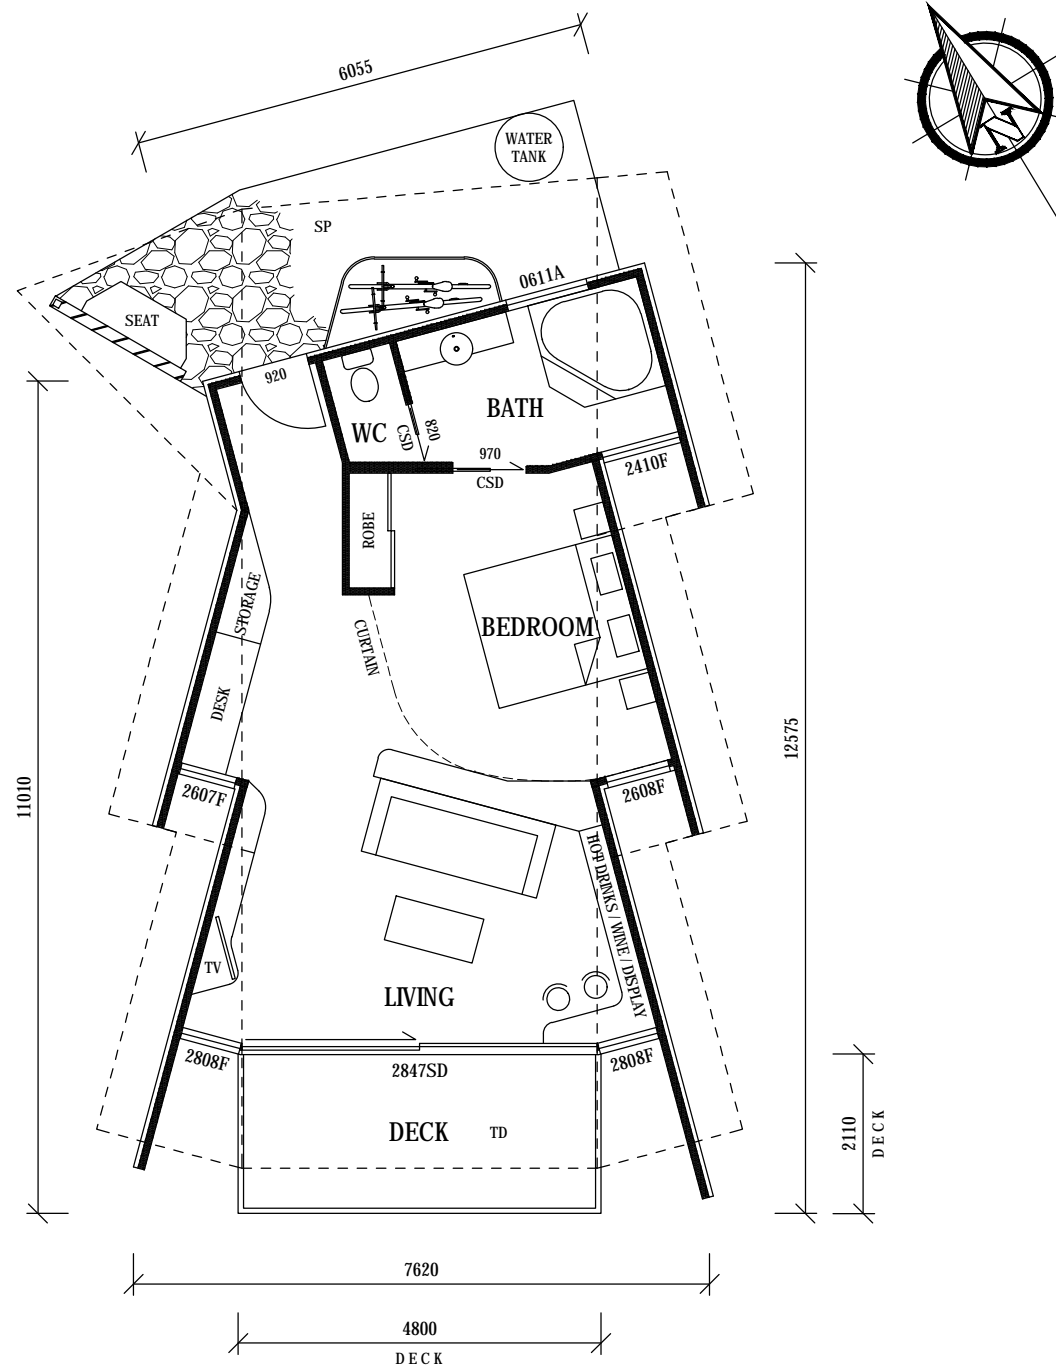 6055
N
WATER
TANK
SP
0611A
SEAT
920
BATH
WC
CSD
820
970
CSD
2410F
ROBE
STORAGE
BEDROOM
CURTAIN
DESK
12575
11010
2607F
2608F
HOT DRINKS / WINE / DISPLAY
TV
LIVING
2808F
2847SD
2808F
DECK
TD
2110
DECK
7620
4800
DECK